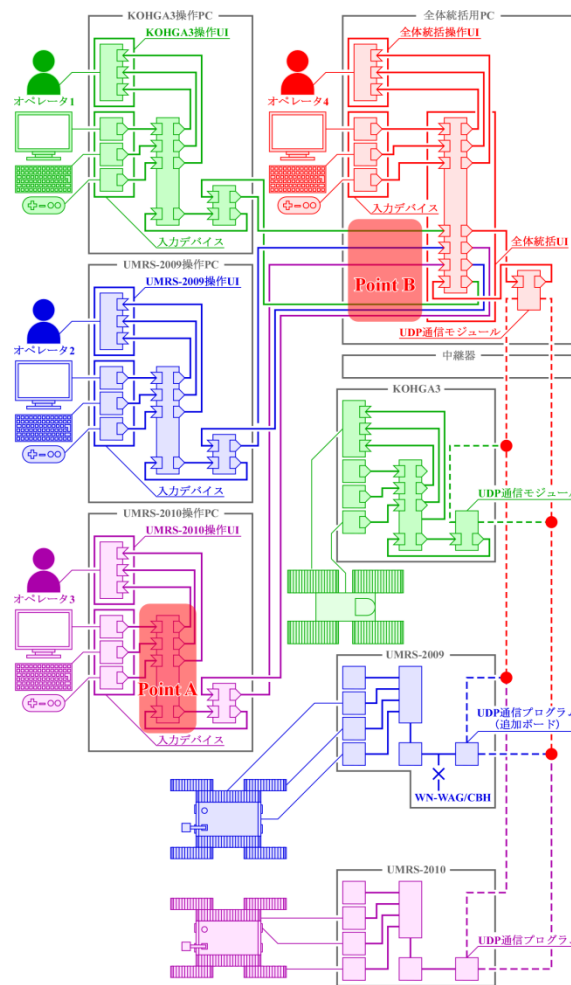 KOHGA3操作PC
KOHGA3操作UI
オペレータ1
入力デバイス
全体統括用PC
全体統括操作UI
オペレータ4
入力デバイス
全体統括UI
Point B
UDP通信モジュール
UMRS-2009操作PC
UMRS-2009操作UI
オペレータ2
入力デバイス
中継器
KOHGA3
UDP通信モジュール
UMRS-2010操作PC
UMRS-2010操作UI
オペレータ3
Point A
入力デバイス
UMRS-2009
UDP通信プログラム
(追加ボード)
WN-WAG/CBH
UMRS-2010
UDP通信プログラム